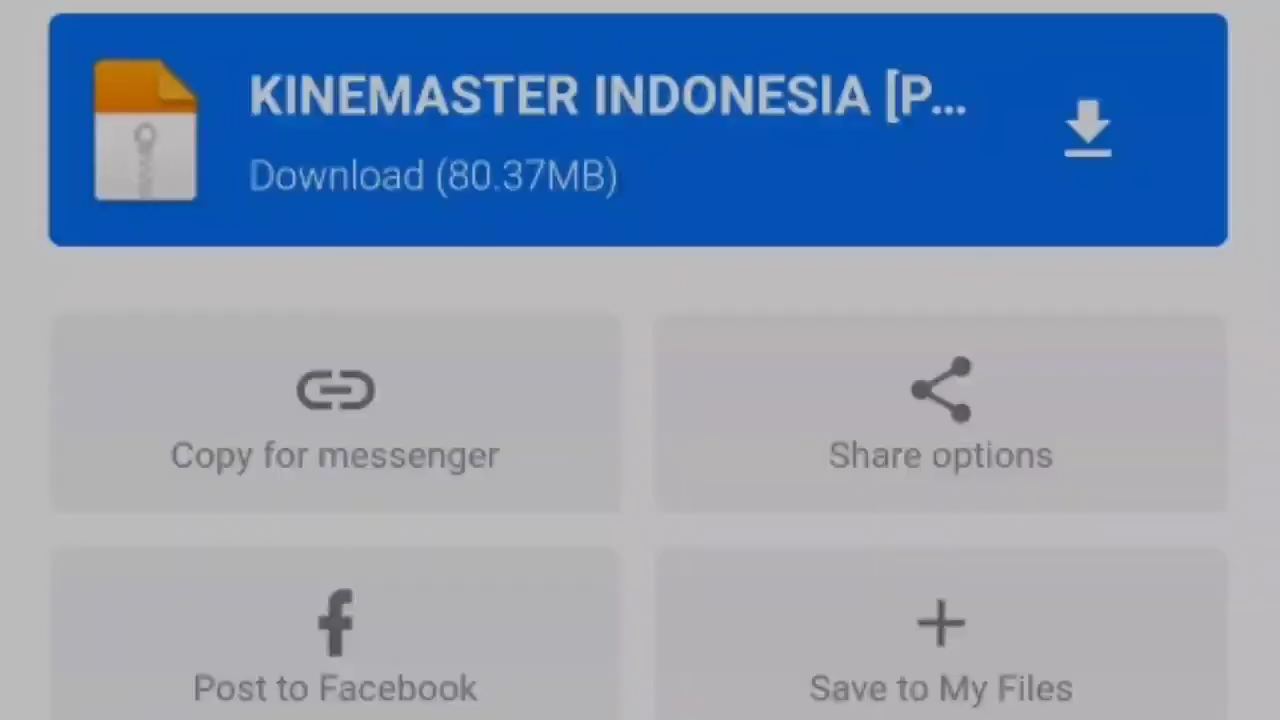 KINEMASTER INDONESIA [P...
Download (80.37MB)
Copy for messenger
Share options
Post to Facebook
Save to My Files